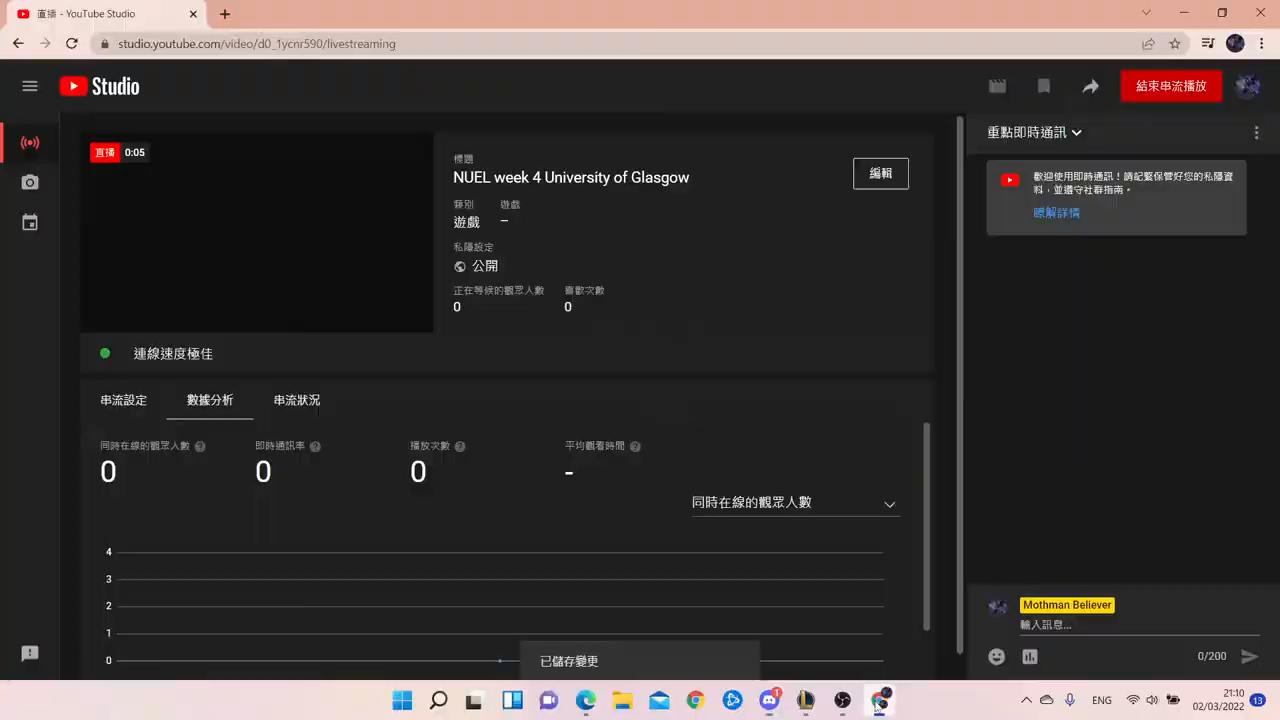 直播 - YouTube Studio
studio.youtube.com/video/d0_1ycnr590/livestreaming
Studio
結束串流播放
直播 0:05
標題
NUEL week 4 University of Glasgow
編輯
類別 遊戲
遊戲 –
私隱設定
公開
正在等候的觀眾人數 喜歡次數
0 0
連線速度極佳
串流設定 數據分析 串流狀況
同時在線的觀眾人數 即時通訊率 播放次數 平均觀看時間
0 0 0 -
同時在線的觀眾人數
4
3
2
1
0
已儲存變更
重點即時通訊
歡迎使用即時通訊！請記緊保管好您的私隱資
料，並遵守社群指南。
瞭解詳情
Mothman Believer
輸入訊息...
0/200
1
ENG
21:10
02/03/2022
13